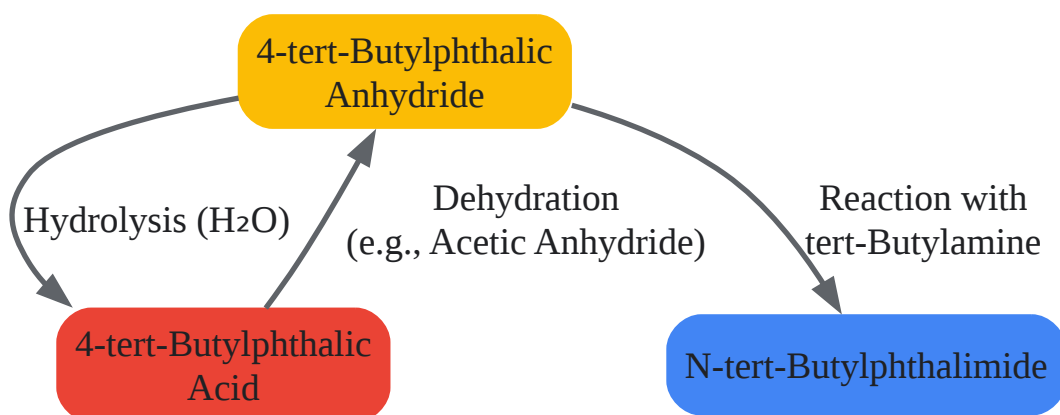 4-tert-Butylphthalic
Anhydride
Hydrolysis (H₂O)
Dehydration
(e.g., Acetic Anhydride)
Reaction with
tert-Butylamine
4-tert-Butylphthalic
Acid
N-tert-Butylphthalimide